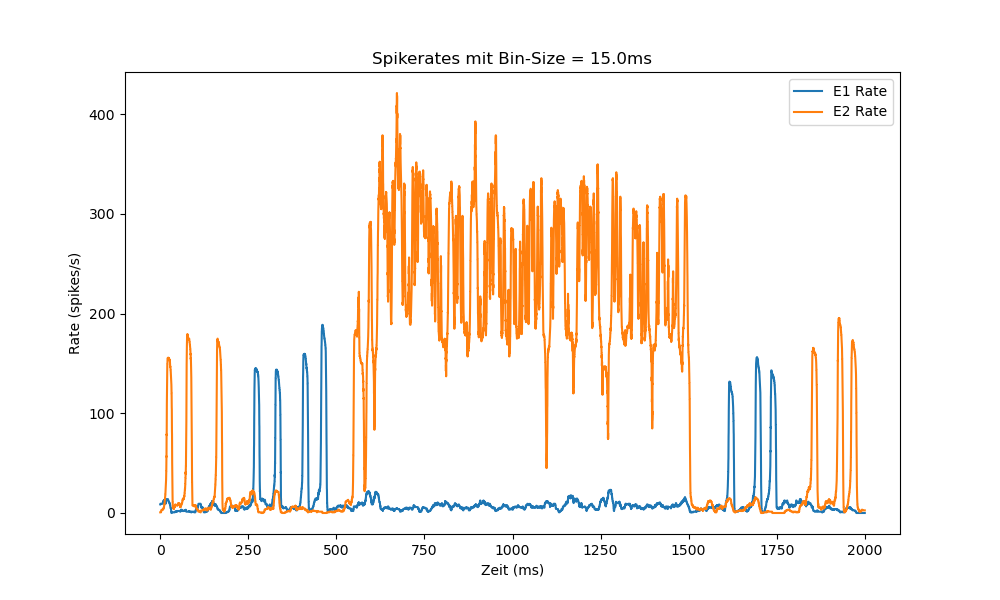 Spikerates mit Bin-Size = 15.0ms
E1 Rate
E2 Rate
400
300
200
100
0
Rate (spikes/s)
0 250 500 750 1000 1250 1500 1750 2000
Zeit (ms)